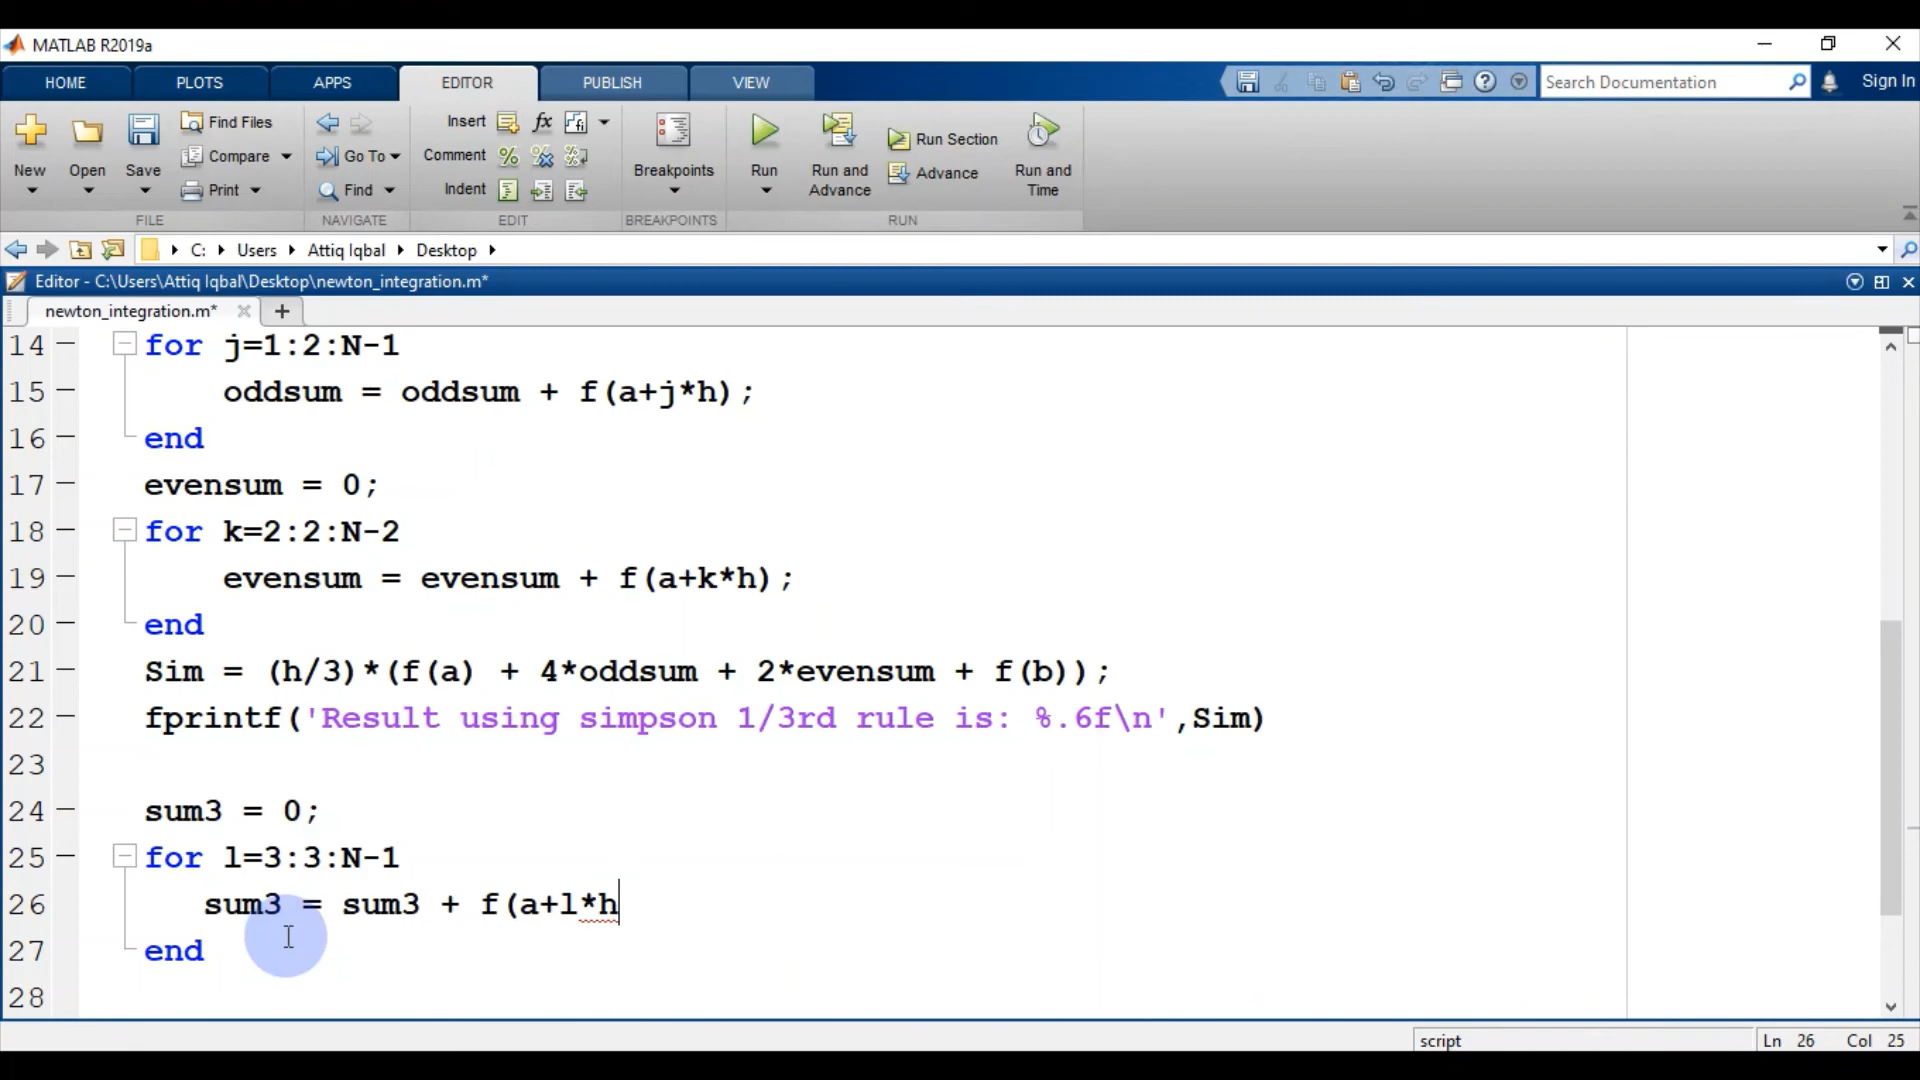 MATLAB R2019a
HOME PLOTS APPS EDITOR PUBLISH VIEW Search Documentation Sign In
New Open Save Find Files Compare Print Go To Find Insert fx Comment Indent Breakpoints Run Run and Advance Run Section Advance Run and Time
FILE NAVIGATE EDIT BREAKPOINTS RUN
C: Users Attiq Iqbal Desktop
Editor - C:\Users\Attiq Iqbal\Desktop\newton_integration.m*
newton_integration.m* +
14 for j=1:2:N-1
15 oddsum = oddsum + f(a+j*h);
16 end
17 evensum = 0;
18 for k=2:2:N-2
19 evensum = evensum + f(a+k*h);
20 end
21 Sim = (h/3)*(f(a) + 4*oddsum + 2*evensum + f(b));
22 fprintf('Result using simpson 1/3rd rule is: %.6f\n',Sim)
23
24 sum3 = 0;
25 for l=3:3:N-1
26 sum3 = sum3 + f(a+l*h
27 end
28
script Ln 26 Col 25